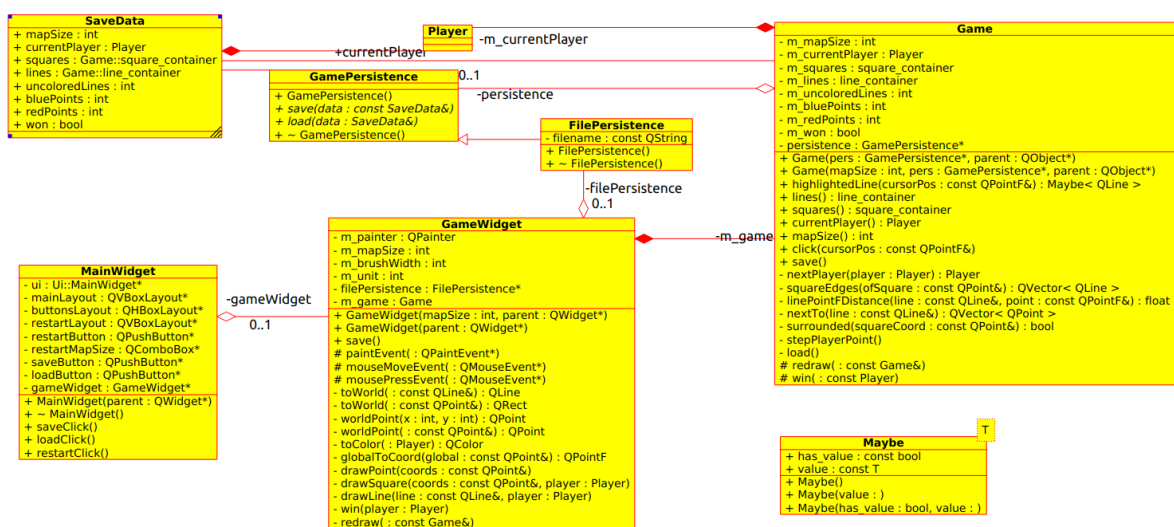 SaveData
+ mapSize : int
+ currentPlayer : Player
+ squares : Game::square_container
+ lines : Game::line_container
+ uncoloredLines : int
+ bluePoints : int
+ redPoints : int
+ won : bool
Player
+currentPlayer
-m_currentPlayer
GamePersistence
+ GamePersistence()
+ save(data : const SaveData&)
+ load(data : SaveData&)
+ ~ GamePersistence()
0..1
-persistence
FilePersistence
- filename : const QString
+ FilePersistence()
+ ~ FilePersistence()
-filePersistence
0..1
Game
- m_mapSize : int
- m_currentPlayer : Player
- m_squares : square_container
- m_lines : line_container
- m_uncoloredLines : int
- m_bluePoints : int
- m_redPoints : int
- m_won : bool
- persistence : GamePersistence*
+ Game(pers : GamePersistence*, parent : QObject*)
+ Game(mapSize : int, pers : GamePersistence*, parent : QObject*)
+ highlightedLine(cursorPos : const QPointF&) : Maybe< QLine >
+ lines() : line_container
+ squares() : square_container
+ currentPlayer() : Player
+ mapSize() : int
+ click(cursorPos : const QPointF&)
+ save()
- nextPlayer(player : Player) : Player
- squareEdges(ofSquare : const QPoint&) : QVector< QLine >
- linePointFDistance(line : const QLine&, point : const QPointF&) : float
- nextTo(line : const QLine&) : QVector< QPoint >
- surrounded(squareCoord : const QPoint&) : bool
- stepPlayerPoint()
- load()
# redraw( : const Game&)
# win( : const Player)
MainWidget
- ui : Ui::MainWidget*
- mainLayout : QVBoxLayout*
- buttonsLayout : QHBoxLayout*
- restartLayout : QVBoxLayout*
- restartButton : QPushButton*
- restartMapSize : QComboBox*
- saveButton : QPushButton*
- loadButton : QPushButton*
- gameWidget : GameWidget*
+ MainWidget(parent : QWidget*)
+ ~ MainWidget()
+ saveClick()
+ loadClick()
+ restartClick()
-gameWidget
0..1
GameWidget
- m_painter : QPainter
- m_mapSize : int
- m_brushWidth : int
- m_unit : int
- filePersistence : FilePersistence*
- m_game : Game
+ GameWidget(mapSize : int, parent : QWidget*)
+ GameWidget(parent : QWidget*)
+ save()
# paintEvent( : QPaintEvent*)
# mouseMoveEvent( : QMouseEvent*)
# mousePressEvent( : QMouseEvent*)
- toWorld( : const QLine&) : QLine
- toWorld( : const QPoint&) : QRect
- worldPoint(x : int, y : int) : QPoint
- worldPoint( : const QPoint&) : QPoint
- toColor( : Player) : QColor
- globalToCoord(global : const QPoint&) : QPointF
- drawPoint(coords : const QPoint&)
- drawSquare(coords : const QPoint&, player : Player)
- drawLine(line : const QLine&, player : Player)
- win(player : Player)
- redraw( : const Game&)
-m_game
T
Maybe
+ has_value : const bool
+ value : const T
+ Maybe()
+ Maybe(value : )
+ Maybe(has_value : bool, value : )